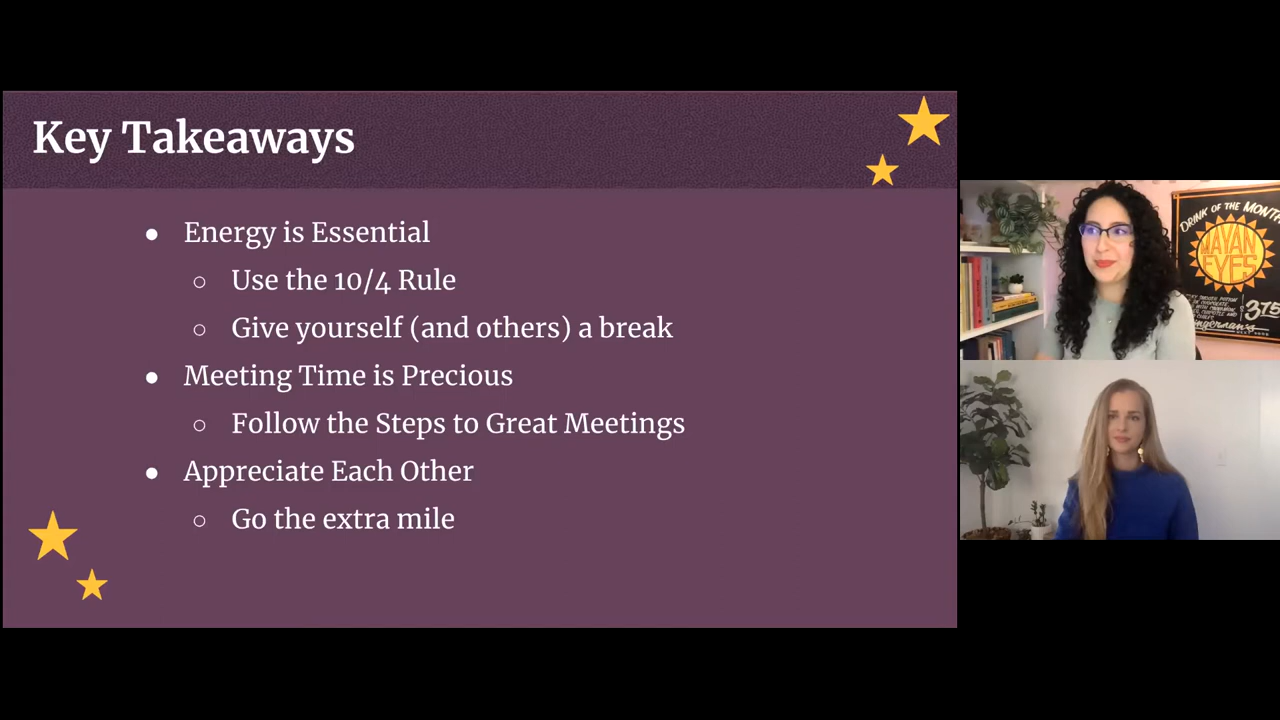 Key Takeaways
● Energy is Essential
○ Use the 10/4 Rule
○ Give yourself (and others) a break
● Meeting Time is Precious
○ Follow the Steps to Great Meetings
● Appreciate Each Other
○ Go the extra mile
DRINK OF THE MONTH
MAYAN
EYES
3.75